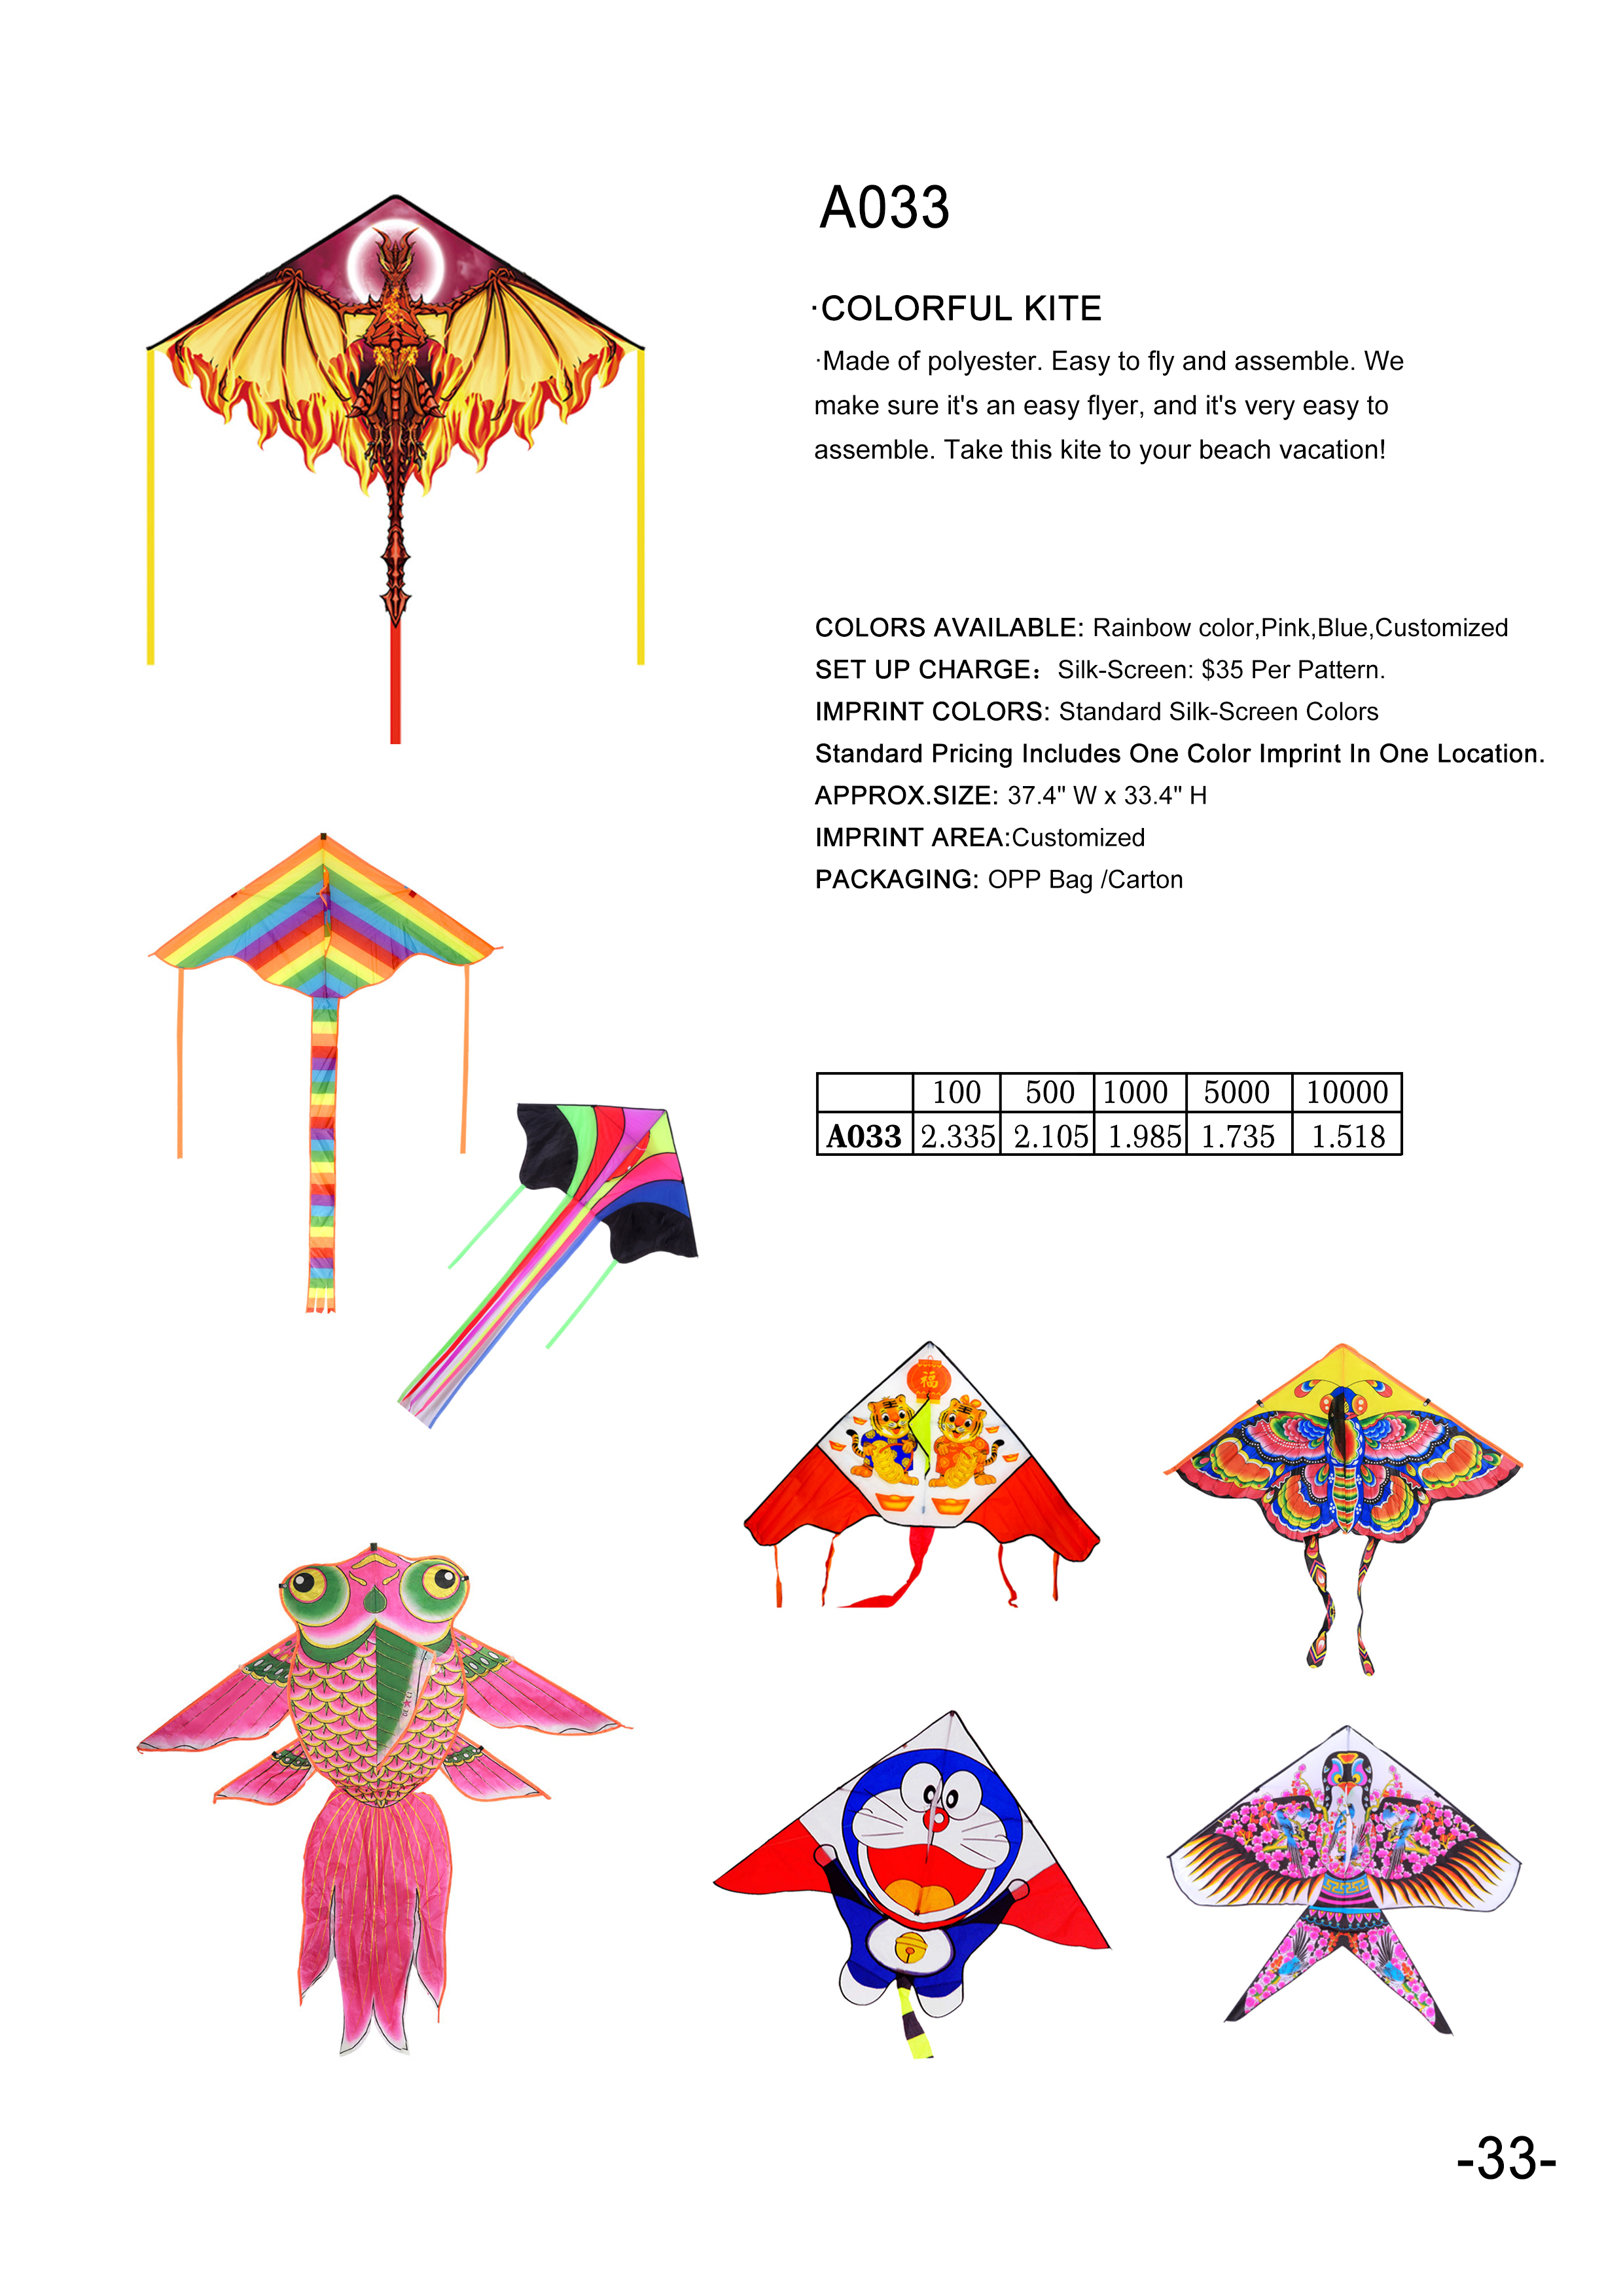 A033
·COLORFUL KITE
·Made of polyester. Easy to fly and assemble. We
make sure it's an easy flyer, and it's very easy to
assemble. Take this kite to your beach vacation!
COLORS AVAILABLE: Rainbow color,Pink,Blue,Customized
SET UP CHARGE：Silk-Screen: $35 Per Pattern.
IMPRINT COLORS: Standard Silk-Screen Colors
Standard Pricing Includes One Color Imprint In One Location.
APPROX.SIZE: 37.4" W x 33.4" H
IMPRINT AREA:Customized
PACKAGING: OPP Bag /Carton
100 500 1000 5000 10000
A033 2.335 2.105 1.985 1.735 1.518
福
-33-